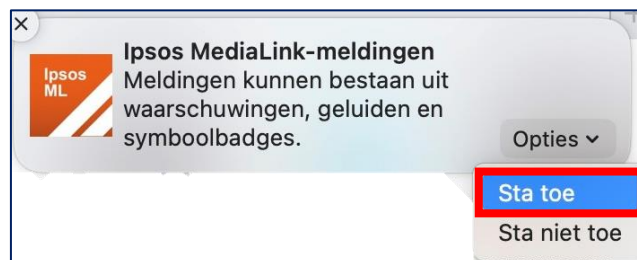 Ipsos MediaLink-meldingen
Ipsos
ML
Meldingen kunnen bestaan uit
waarschuwingen, geluiden en
symboolbadges.
Opties
Sta toe
Sta niet toe